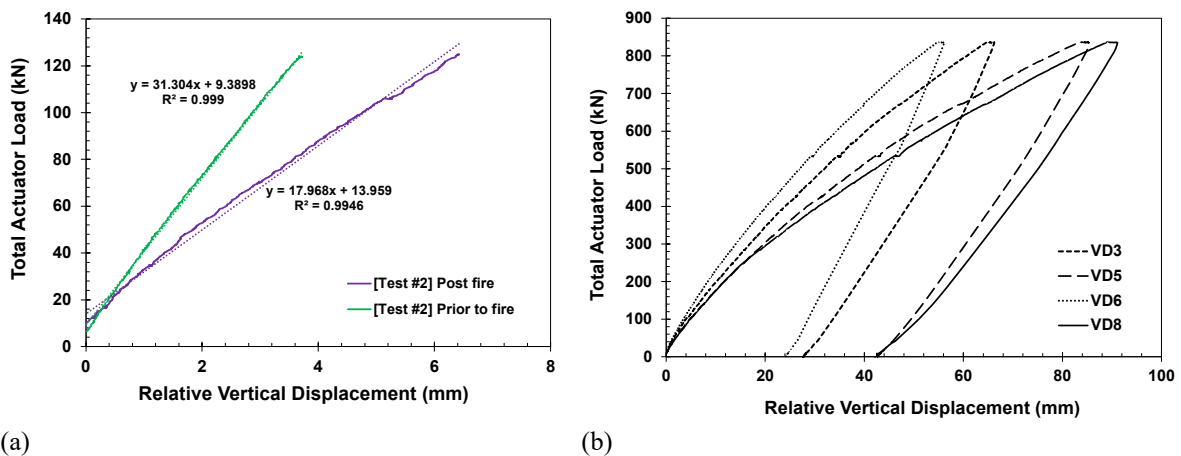 140
120
100
80
60
40
20
0
Total Actuator Load (kN)
y = 31.304x + 9.3898
R² = 0.999
y = 17.968x + 13.959
R² = 0.9946
[Test #2] Post fire
[Test #2] Prior to fire
0 2 4 6 8
Relative Vertical Displacement (mm)
(a)
900
800
700
600
500
400
300
200
100
0
Total Actuator Load (kN)
VD3
VD5
VD6
VD8
0 20 40 60 80 100
Relative Vertical Displacement (mm)
(b)